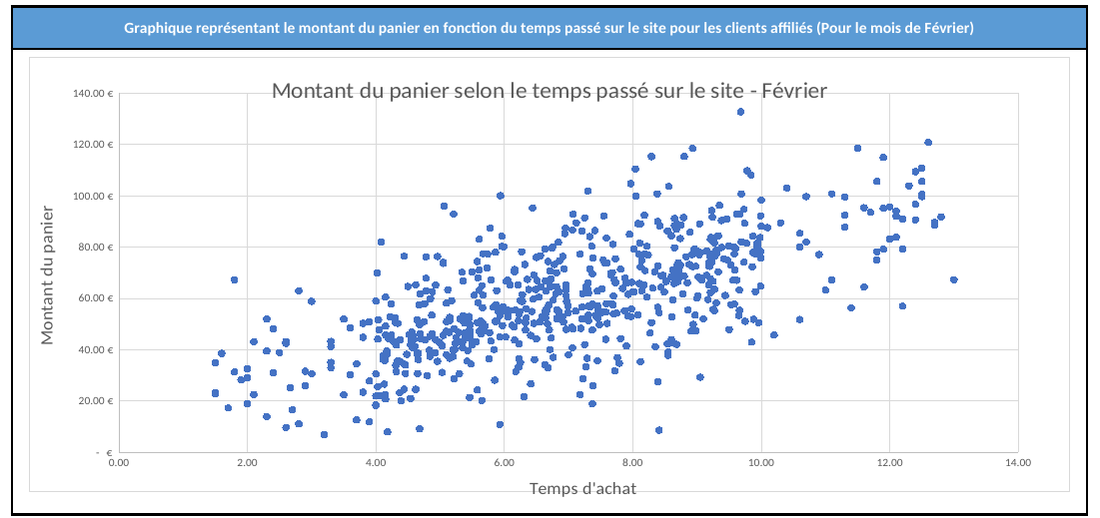 Graphique représentant le montant du panier en fonction du temps passé sur le site pour les clients affiliés (Pour le mois de Février)
Montant du panier selon le temps passé sur le site - Février
140.00 €
120.00 €
100.00 €
80.00 €
60.00 €
40.00 €
20.00 €
- €
Montant du panier
0.00 2.00 4.00 6.00 8.00 10.00 12.00 14.00
Temps d'achat